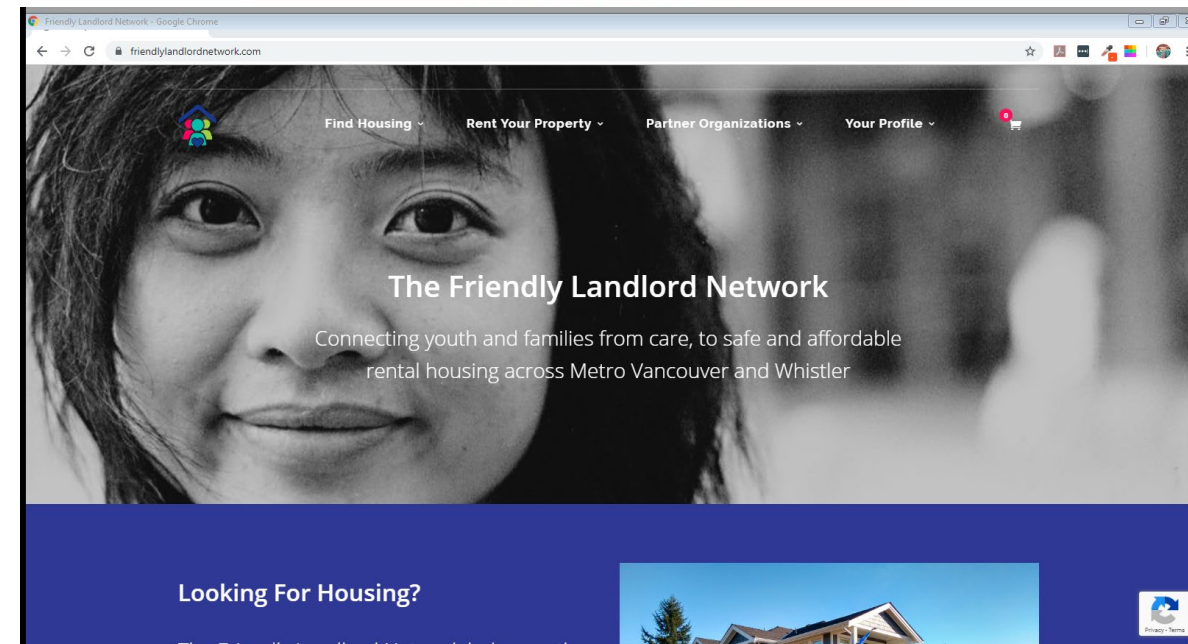 Friendly Landlord Network - Google Chrome
friendlylandlordnetwork.com
Find Housing Rent Your Property Partner Organizations Your Profile 0
The Friendly Landlord Network
Connecting youth and families from care, to safe and affordable
rental housing across Metro Vancouver and Whistler
Looking For Housing?
Privacy - Terms